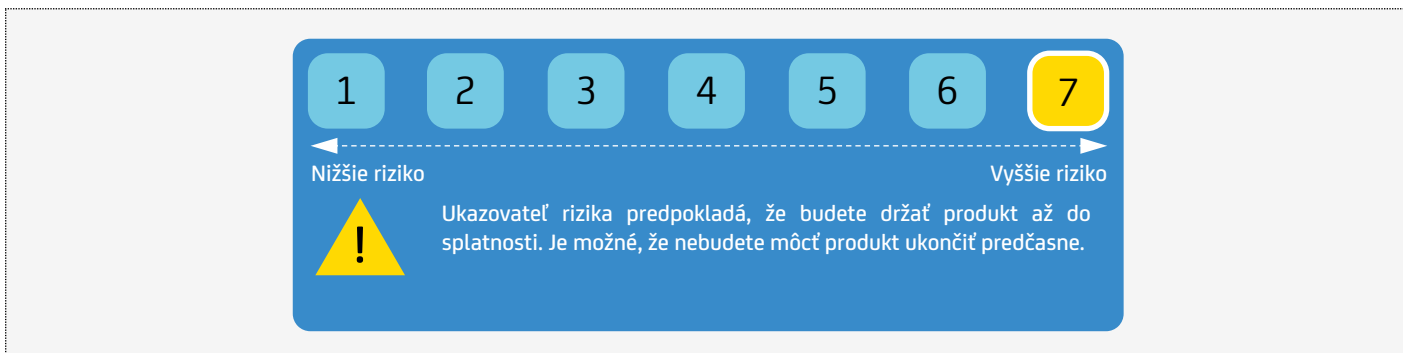 1 2 3 4 5 6 7
Nižšie riziko Vyššie riziko
Ukazovateľ rizika predpokladá, že budete držať produkt až do
splatnosti. Je možné, že nebudete môcť produkt ukončiť predčasne.
!